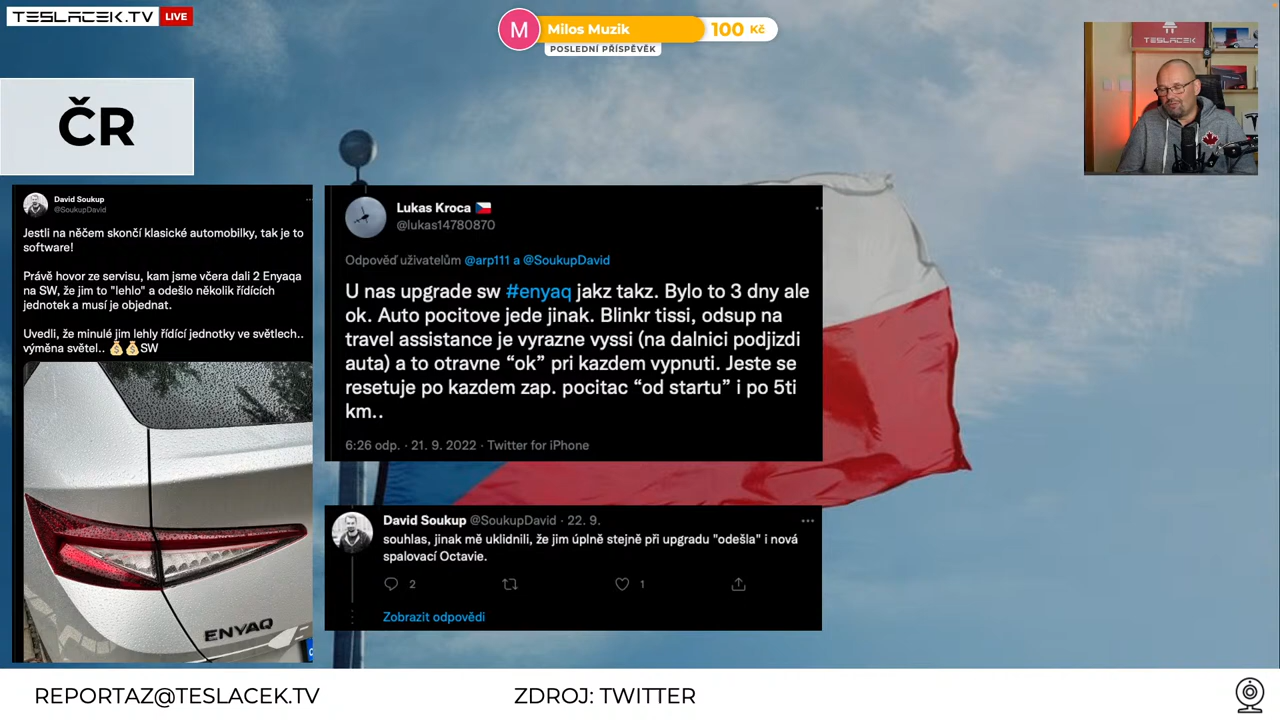 TESLACEK.TV LIVE
M Milos Muzik 100 Kč
POSLEDNÍ PŘÍSPĚVĚK
TESLACEK
ČR
David Soukup
@SoukupDavid
Jestli na něčem skončí klasické automobilky, tak je to
software!
Právě hovor ze servisu, kam jsme včera dali 2 Enyaqa
na SW, že jim to "lehlo" a odešlo několik řídících
jednotek a musí je objednat.
Uvedli, že minulé jim lehly řídící jednotky ve světlech..
výměna světel.. 💰💰SW
ENYAQ
Lukas Kroca 🇨🇿
@lukas14780870
Odpověď uživatelům @arp111 a @SoukupDavid
U nas upgrade sw #enyaq jakz takz. Bylo to 3 dny ale
ok. Auto pocitove jede jinak. Blinkr tissi, odsup na
travel assistance je vyrazne vyssi (na dalnici podjizdi
auta) a to otravne “ok” pri kazdem vypnuti. Jeste se
resetuje po kazdem zap. pocitac “od startu” i po 5ti
km..
6:26 odp. · 21. 9. 2022 · Twitter for iPhone
David Soukup @SoukupDavid · 22. 9.
souhlas, jinak mě uklidnili, že jim úplně stejně při upgradu "odešla" i nová
spalovací Octavie.
2 1
Zobrazit odpovědi
REPORTAZ@TESLACEK.TV
ZDROJ: TWITTER